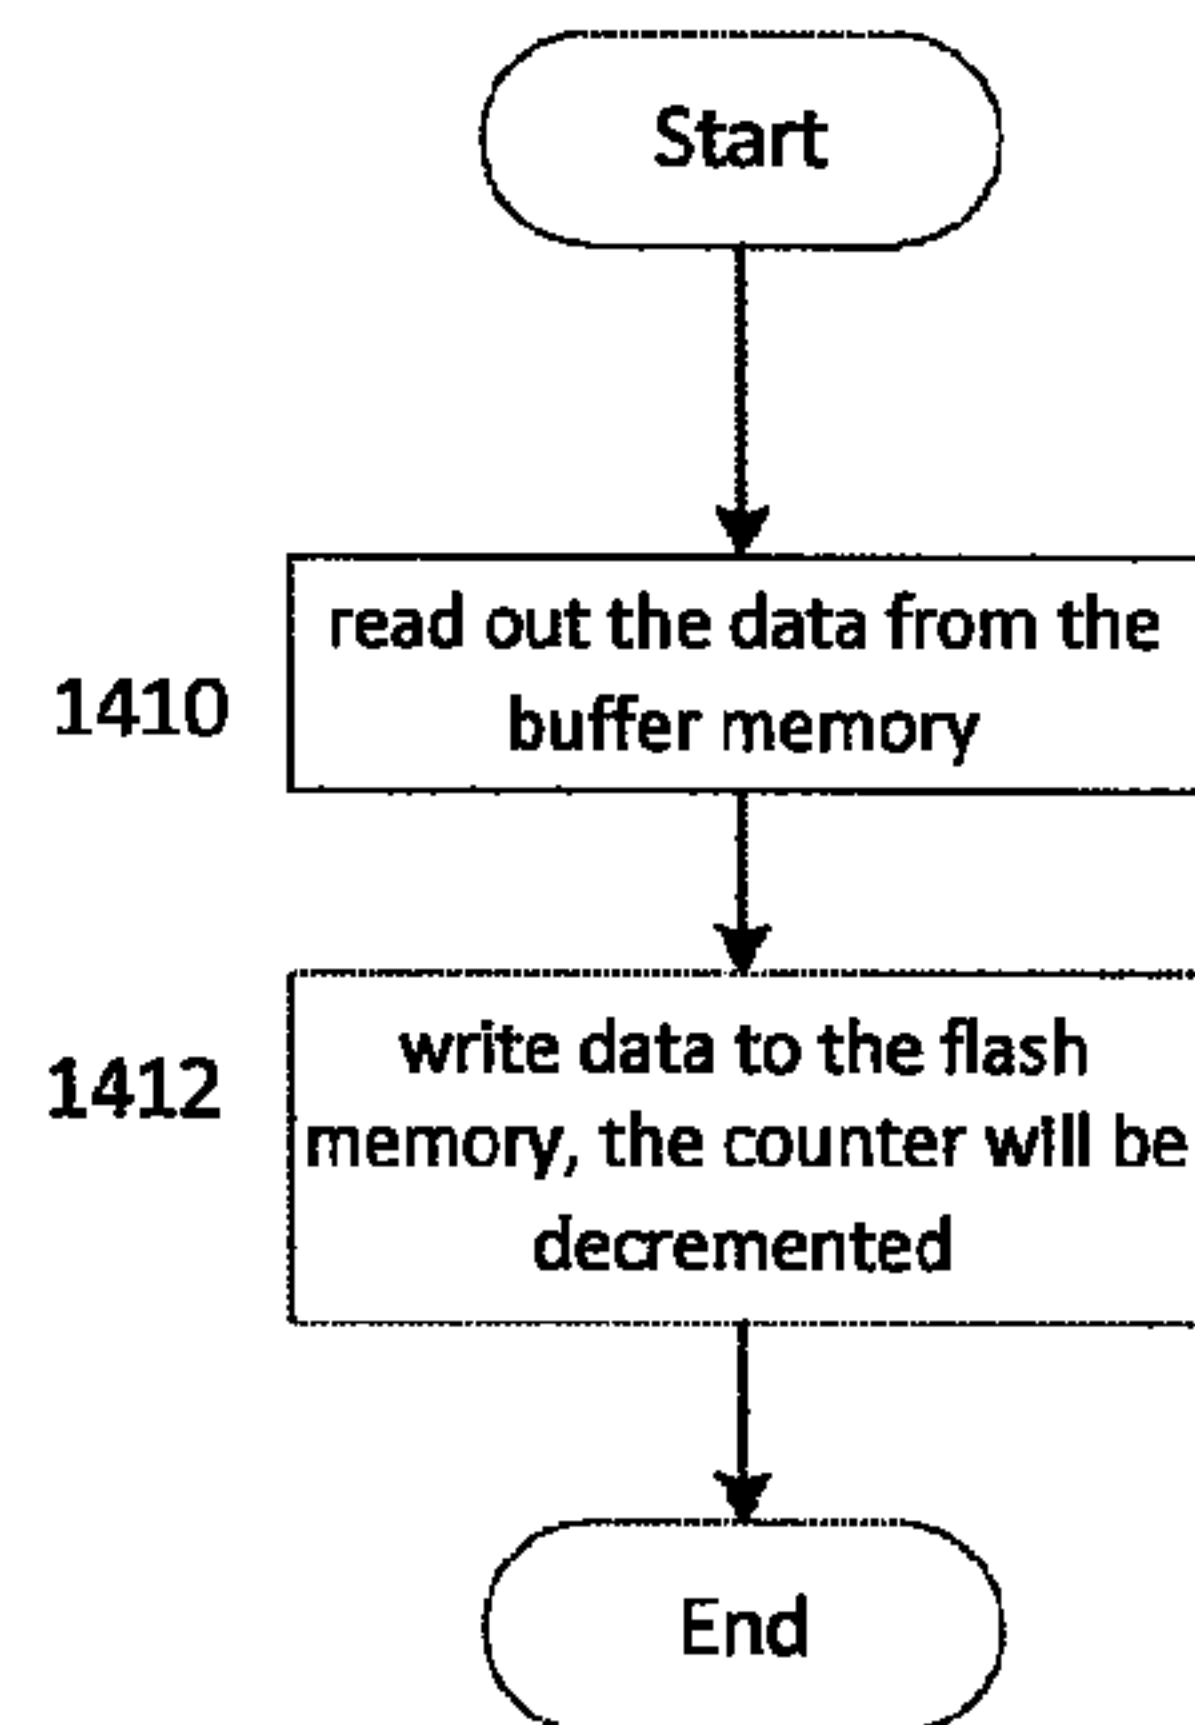 Start
read out the data from the
buffer memory
1410
write data to the flash
1412
memory, the counter will be
decremented
End